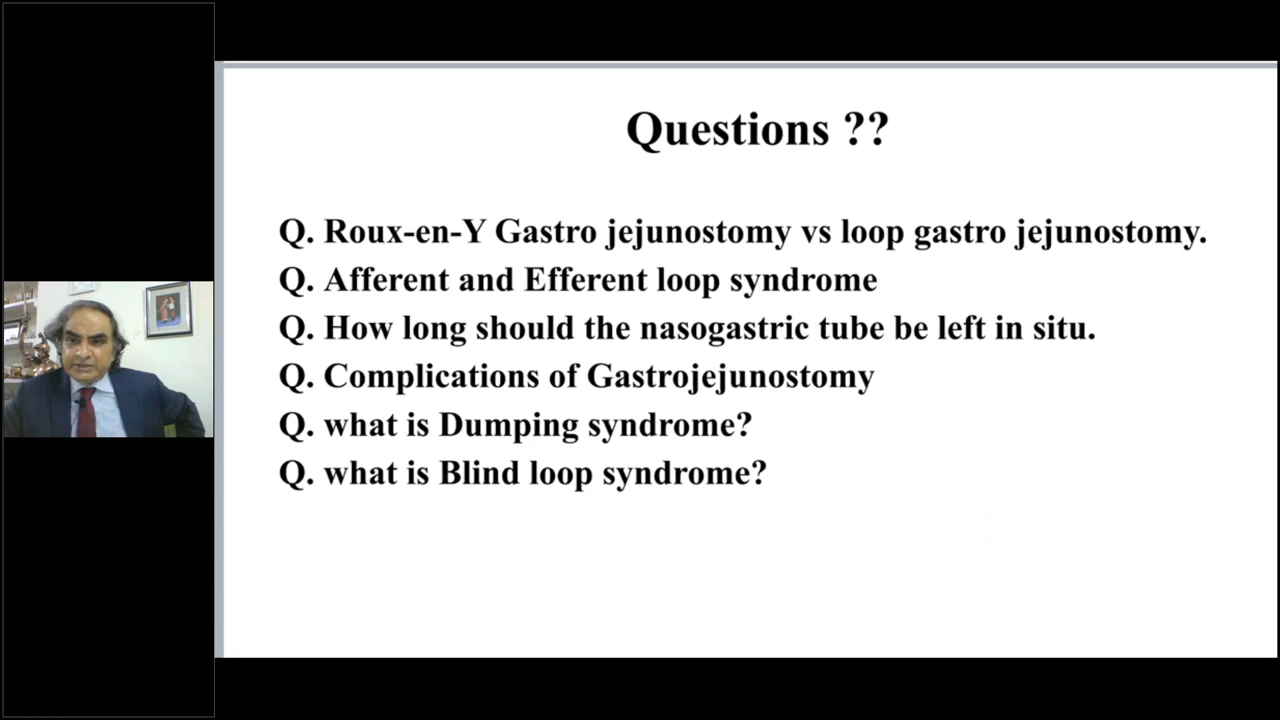 Questions ??
Q. Roux-en-Y Gastro jejunostomy vs loop gastro jejunostomy.
Q. Afferent and Efferent loop syndrome
Q. How long should the nasogastric tube be left in situ.
Q. Complications of Gastrojejunostomy
Q. what is Dumping syndrome?
Q. what is Blind loop syndrome?